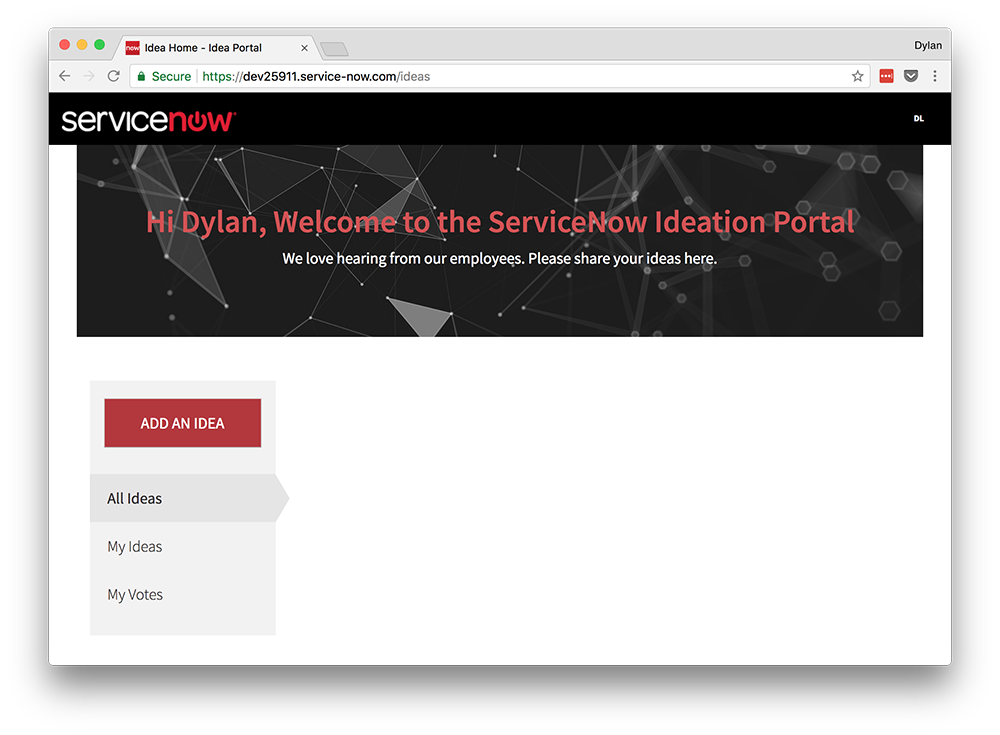 now Idea Home - Idea Portal
Dylan
Secure https://dev25911.service-now.com/ideas
servicenow
DL
Hi Dylan, Welcome to the ServiceNow Ideation Portal
We love hearing from our employees. Please share your ideas here.
ADD AN IDEA
All Ideas
My Ideas
My Votes